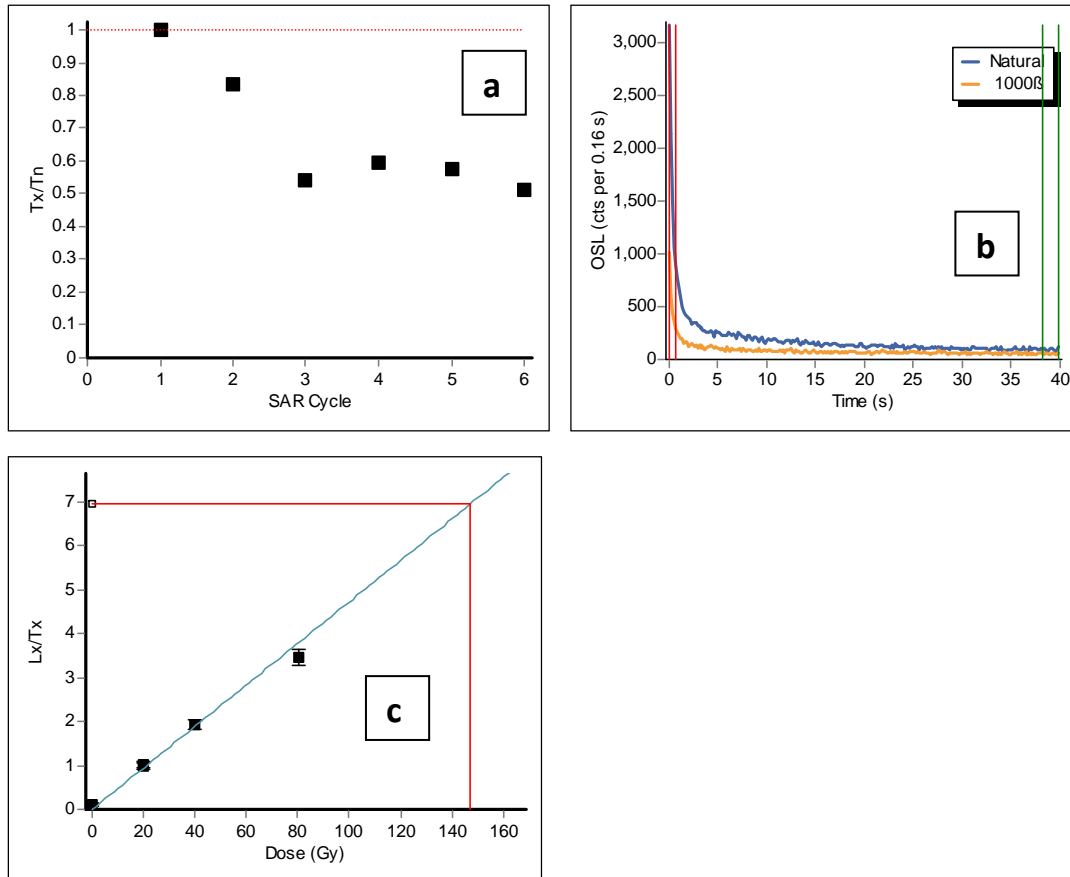 1
0.9
0.8
0.7
0.6
0.5
0.4
0.3
0.2
0.1
0
Tx/Tn
0 1 2 3 4 5 6
SAR Cycle
a
3,000
2,500
2,000
1,500
1,000
500
0
OSL (cts per 0.16 s)
Natural
1000ß
0 5 10 15 20 25 30 35 40
Time (s)
b
7
6
5
4
3
2
1
0
Lx/Tx
0 20 40 60 80 100 120 140 160
Dose (Gy)
c